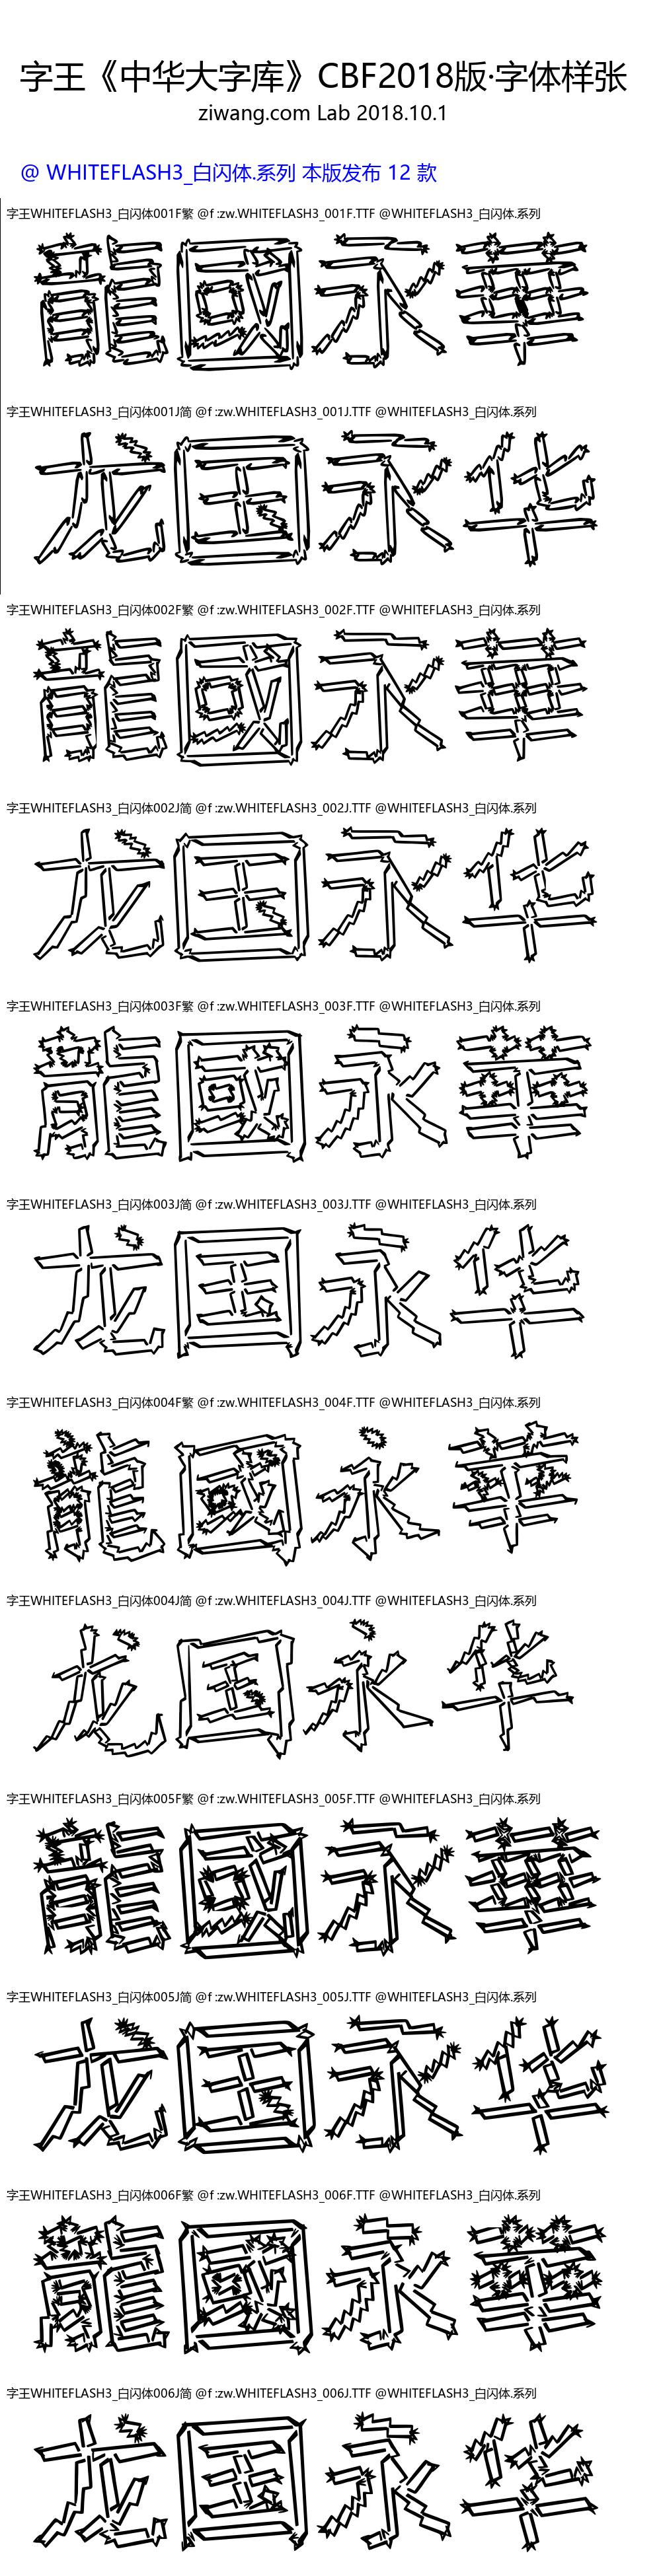 字王《中华大字库》CBF2018版·字体样张
ziwang.com Lab 2018.10.1
@ WHITEFLASH3_白闪体.系列 本版发布 12 款
字王WHITEFLASH3_白闪体001F繁 @f :zw.WHITEFLASH3_001F.TTF @WHITEFLASH3_白闪体.系列
龍國永華
字王WHITEFLASH3_白闪体001J简 @f :zw.WHITEFLASH3_001J.TTF @WHITEFLASH3_白闪体.系列
龙国永华
字王WHITEFLASH3_白闪体002F繁 @f :zw.WHITEFLASH3_002F.TTF @WHITEFLASH3_白闪体.系列
龍國永華
字王WHITEFLASH3_白闪体002J简 @f :zw.WHITEFLASH3_002J.TTF @WHITEFLASH3_白闪体.系列
龙国永华
字王WHITEFLASH3_白闪体003F繁 @f :zw.WHITEFLASH3_003F.TTF @WHITEFLASH3_白闪体.系列
龍國永華
字王WHITEFLASH3_白闪体003J简 @f :zw.WHITEFLASH3_003J.TTF @WHITEFLASH3_白闪体.系列
龙国永华
字王WHITEFLASH3_白闪体004F繁 @f :zw.WHITEFLASH3_004F.TTF @WHITEFLASH3_白闪体.系列
龍國永華
字王WHITEFLASH3_白闪体004J简 @f :zw.WHITEFLASH3_004J.TTF @WHITEFLASH3_白闪体.系列
龙国永华
字王WHITEFLASH3_白闪体005F繁 @f :zw.WHITEFLASH3_005F.TTF @WHITEFLASH3_白闪体.系列
龍國永華
字王WHITEFLASH3_白闪体005J简 @f :zw.WHITEFLASH3_005J.TTF @WHITEFLASH3_白闪体.系列
龙国永华
字王WHITEFLASH3_白闪体006F繁 @f :zw.WHITEFLASH3_006F.TTF @WHITEFLASH3_白闪体.系列
龍國永華
字王WHITEFLASH3_白闪体006J简 @f :zw.WHITEFLASH3_006J.TTF @WHITEFLASH3_白闪体.系列
龙国永华